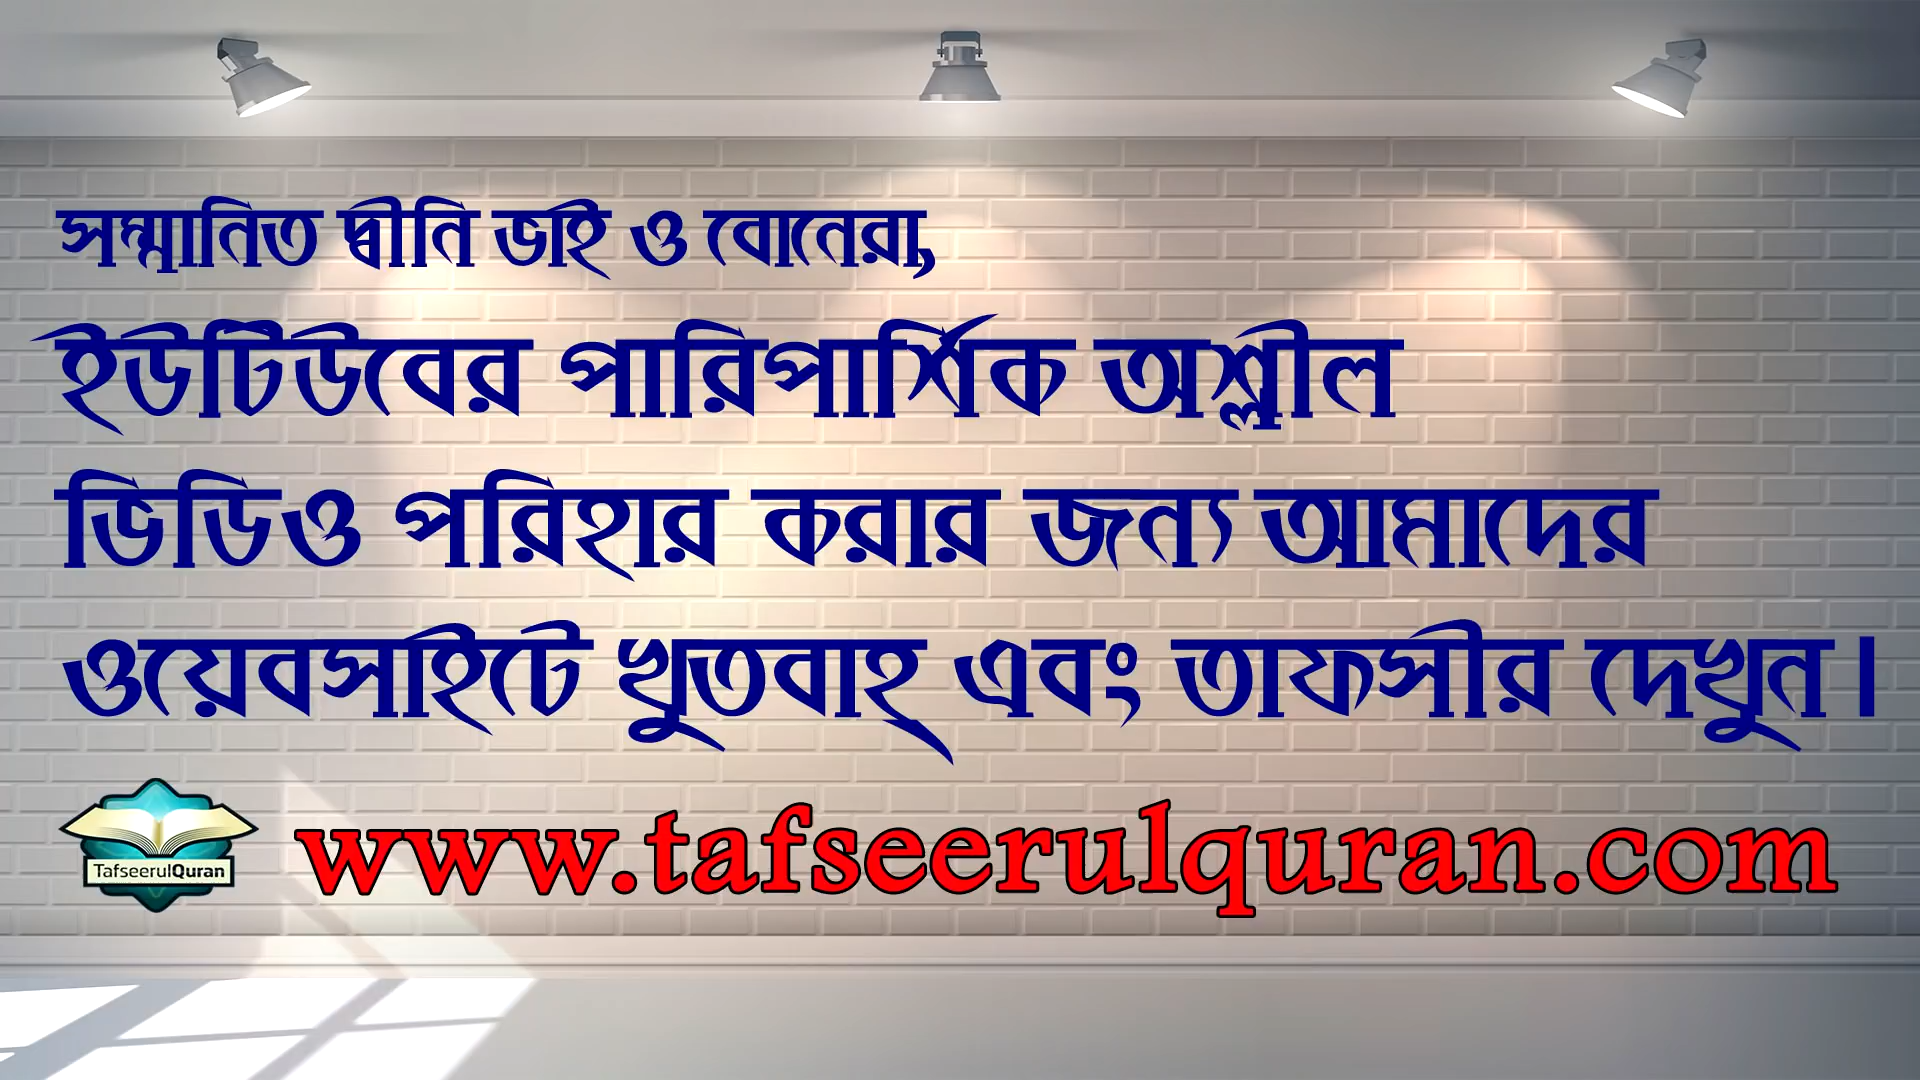 সম্মানিত দ্বীনি ভাই ও বোনেরা,
ইউটিউবের পারিপার্শিক অশ্লীল
ভিডিও পরিহার করার জন্য আমাদের
ওয়েবসাইটে খুতবাহ্ এবং তাফসীর দেখুন।
TafseerulQuran
www.tafseerulquran.com